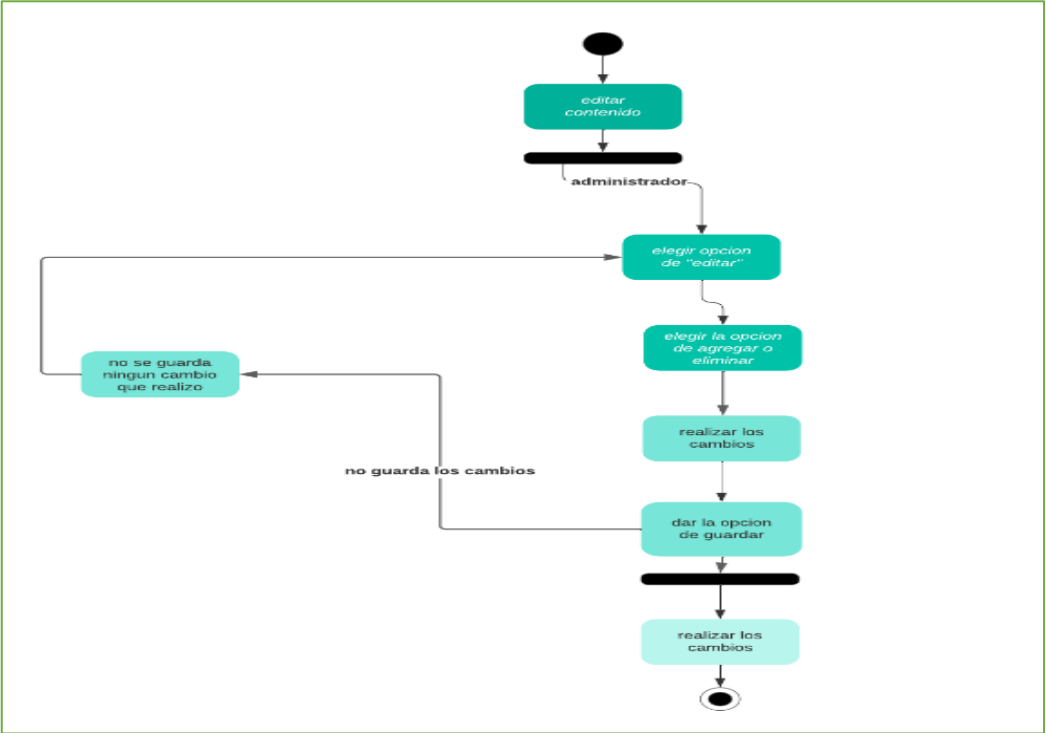 editar
contenido
administrador
elegir opcion
de "editar"
elegir la opcion
de agregar o
eliminar
no se guarda
ningun cambio
que realizo
realizar los
cambios
no guarda los cambios
dar la opcion
de guardar
realizar los
cambios